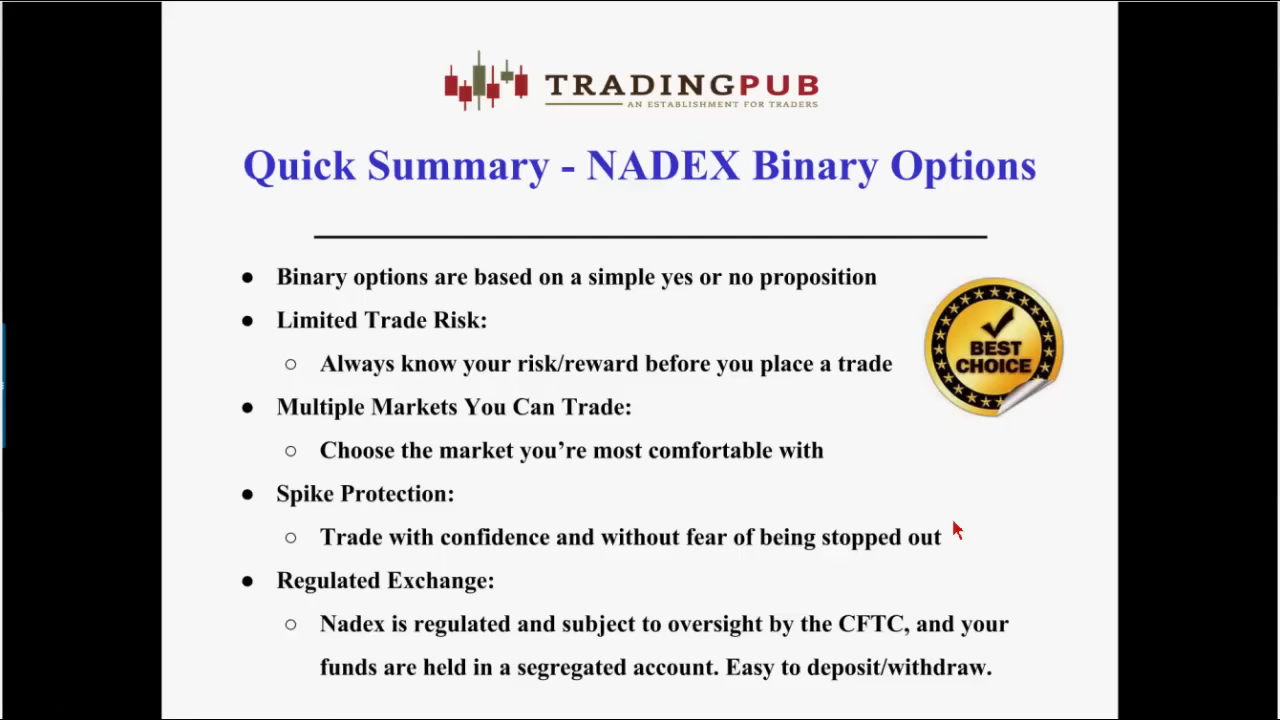 TRADINGPUB
AN ESTABLISHMENT FOR TRADERS
Quick Summary - NADEX Binary Options
● Binary options are based on a simple yes or no proposition
● Limited Trade Risk:
○ Always know your risk/reward before you place a trade
BEST
CHOICE
● Multiple Markets You Can Trade:
○ Choose the market you’re most comfortable with
● Spike Protection:
○ Trade with confidence and without fear of being stopped out
● Regulated Exchange:
○ Nadex is regulated and subject to oversight by the CFTC, and your
funds are held in a segregated account. Easy to deposit/withdraw.